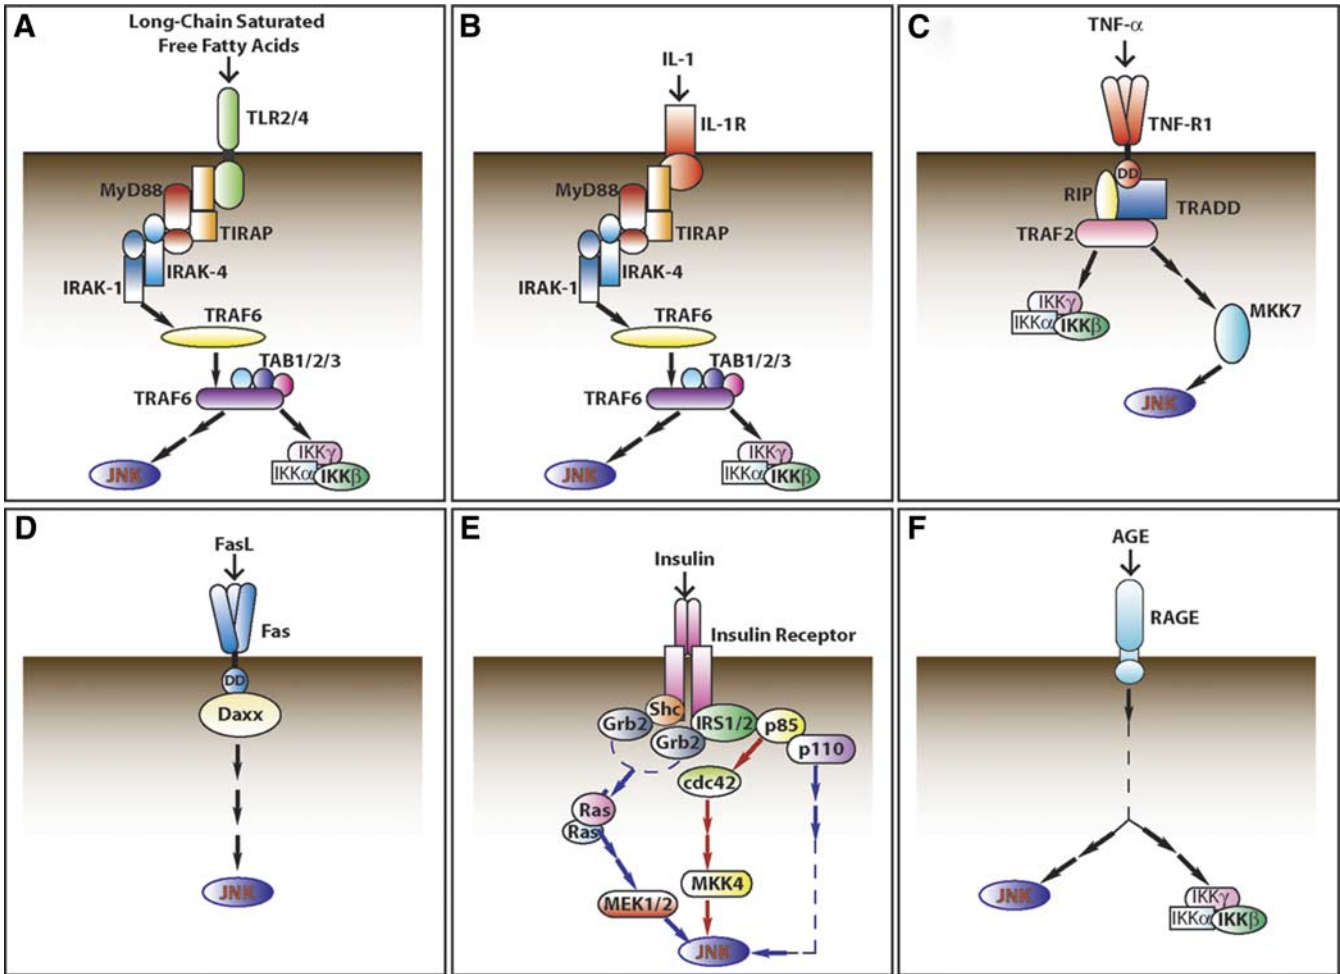 A
Long-Chain Saturated
Free Fatty Acids
TLR2/4
MyD88
TIRAP
IRAK-4
IRAK-1
TRAF6
TAB1/2/3
TRAF6
JNK
IKKγ
IKKα
IKKβ
B
IL-1
IL-1R
MyD88
TIRAP
IRAK-4
IRAK-1
TRAF6
TAB1/2/3
TRAF6
JNK
IKKγ
IKKα
IKKβ
C
TNF-α
TNF-R1
DD
RIP
TRADD
TRAF2
IKKγ
IKKα
IKKβ
MKK7
JNK
D
FasL
Fas
DD
Daxx
JNK
E
Insulin
Insulin Receptor
Shc
Grb2
IRS1/2
p85
Grb2
p110
cdc42
Ras
Ras
MKK4
MEK1/2
JNK
F
AGE
RAGE
JNK
IKKγ
IKKα
IKKβ